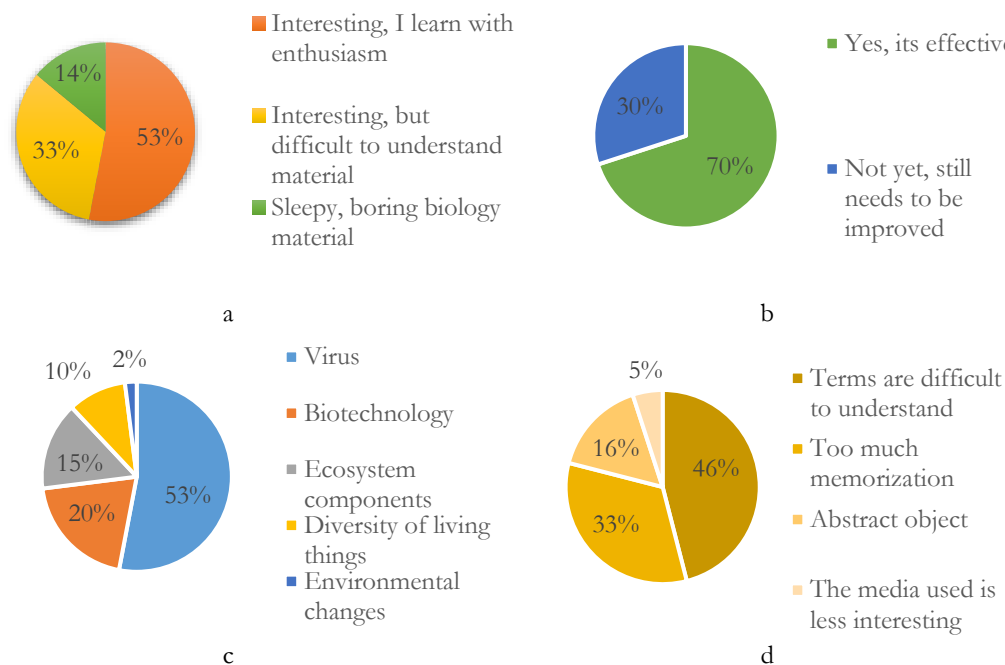 Interesting, I learn with
enthusiasm
Interesting, but
difficult to understand
material
Sleepy, boring biology
material
14%
33%
53%
a
Yes, its effective
Not yet, still
needs to be
improved
30%
70%
b
Virus
Biotechnology
Ecosystem
components
Diversity of living
things
Environmental
changes
2%
10%
15%
20%
53%
c
Terms are difficult
to understand
Too much
memorization
Abstract object
The media used is
less interesting
5%
16%
33%
46%
d